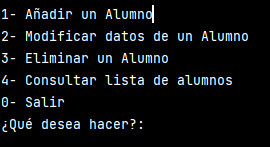 1- Añadir un Alumno
2- Modificar datos de un Alumno
3- Eliminar un Alumno
4- Consultar lista de alumnos
0- Salir
¿Qué desea hacer?: